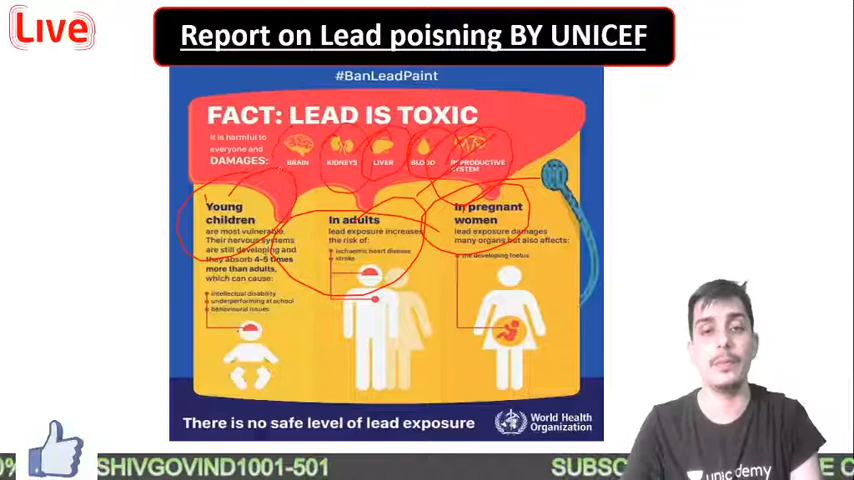 Live
Report on Lead poisning BY UNICEF
#BanLeadPaint
FACT: LEAD IS TOXIC
It is harmful to
everyone and
DAMAGES:
BRAIN
KIDNEYS
LIVER
BLOOD
REPRODUCTIVE
SYSTEM
Young
children
are most vulnerable.
Their nervous systems
are still developing and
they absorb 4-5 times
more than adults,
which can cause:
intellectual disability
underperforming at school
behavioural issues
In adults
lead exposure increases
the risk of:
ischaemic heart disease
stroke
In pregnant
women
lead exposure damages
many organs but also affects:
the developing foetus
There is no safe level of lead exposure
World Health
Organization
unacademy
0%
SHIVGOVIND1001-501
SUBSC
E C